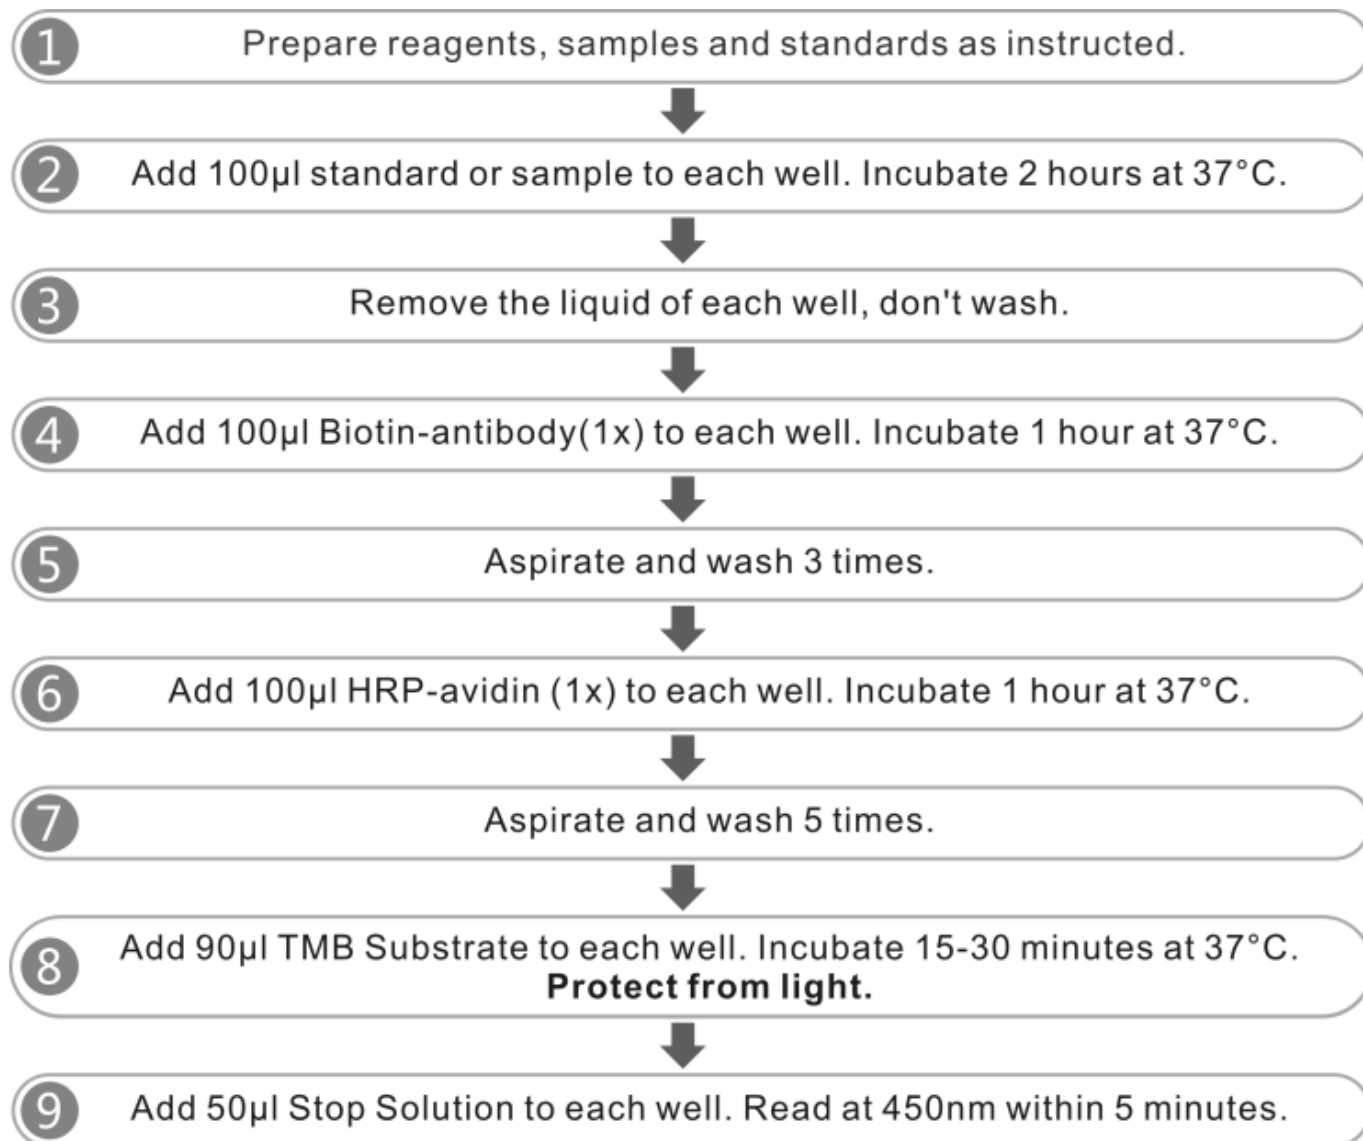 1 Prepare reagents, samples and standards as instructed.
2 Add 100µl standard or sample to each well. Incubate 2 hours at 37°C.
3 Remove the liquid of each well, don't wash.
4 Add 100µl Biotin-antibody(1x) to each well. Incubate 1 hour at 37°C.
5 Aspirate and wash 3 times.
6 Add 100µl HRP-avidin (1x) to each well. Incubate 1 hour at 37°C.
7 Aspirate and wash 5 times.
8 Add 90µl TMB Substrate to each well. Incubate 15-30 minutes at 37°C.
Protect from light.
9 Add 50µl Stop Solution to each well. Read at 450nm within 5 minutes.